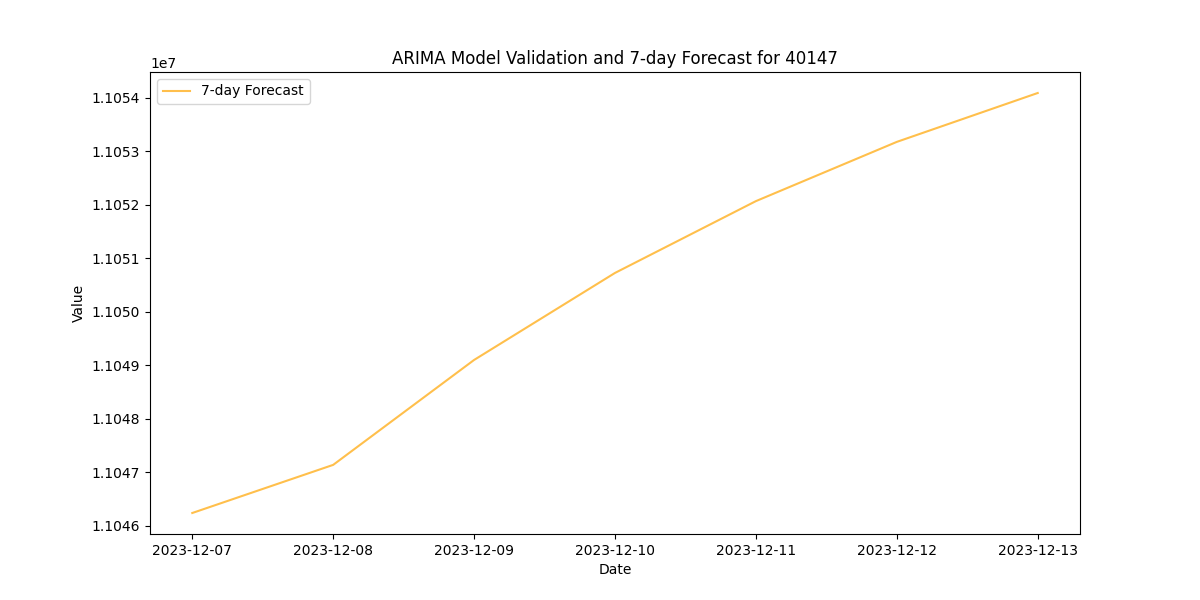 ARIMA Model Validation and 7-day Forecast for 40147
1e7
7-day Forecast
1.1054
1.1053
1.1052
1.1051
1.1050
1.1049
1.1048
1.1047
1.1046
Value
2023-12-07 2023-12-08 2023-12-09 2023-12-10 2023-12-11 2023-12-12 2023-12-13
Date